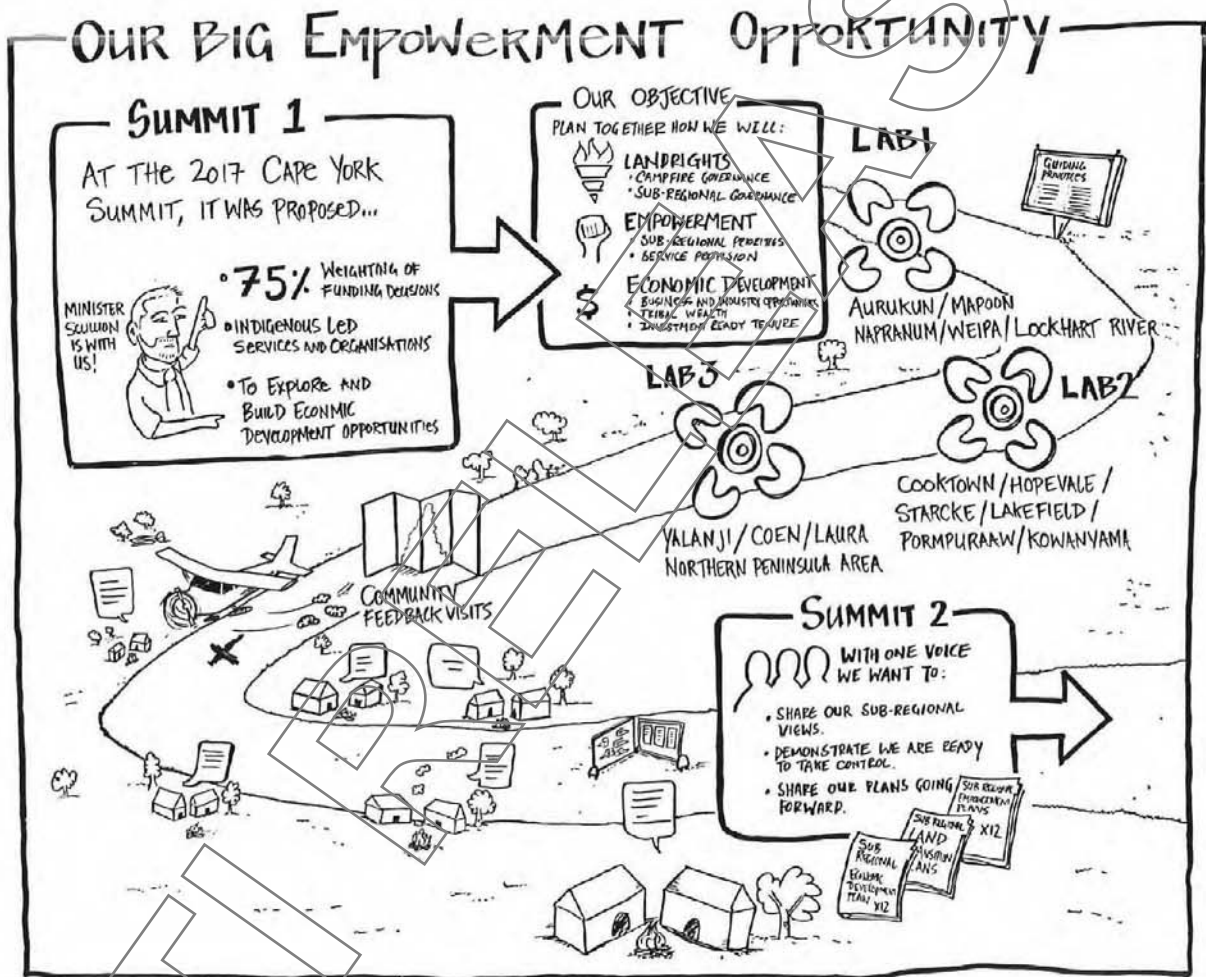 OUR BIG EMPOWERMENT OPPORTUNITY
SUMMIT 1
AT THE 2017 CAPE YORK
SUMMIT, IT WAS PROPOSED...
MINISTER
SCULLION
IS WITH
US!
• 75% WEIGHTING OF
FUNDING DECISIONS
• INDIGENOUS LED
SERVICES AND ORGANISATIONS
• TO EXPLORE AND
BUILD ECONMIC
DEVELOPMENT OPPORTUNITIES
OUR OBJECTIVE
PLAN TOGETHER HOW WE WILL:
LANDRIGHTS
• CAMPFIRE GOVERNANCE
• SUB-REGIONAL GOVERNANCE
EMPOWERMENT
• SUB-REGIONAL PRIORITIES
• SERVICE PROVISION
$
ECONOMIC DEVELOPMENT
• BUSINESS AND INDUSTRY OPPORTUNITIES
• TRIBAL WEALTH
• INVESTMENT READY TENURE
LAB1
GUIDING
PRINCIPLES
AURUKUN/MAPOON
NAPRANUM/WEIPA/LOCKHART RIVER
LAB2
COOKTOWN/HOPEVALE/
STARCKE/LAKEFIELD/
PORMPURAAW/KOWANYAMA
LAB3
YALANJI/COEN/LAURA
NORTHERN PENINSULA AREA
COMMUNITY
FEEDBACK VISITS
SUMMIT 2
WITH ONE VOICE
WE WANT TO:
• SHARE OUR SUB-REGIONAL
VIEWS.
• DEMONSTRATE WE ARE READY
TO TAKE CONTROL.
• SHARE OUR PLANS GOING
FORWARD.
SUB REGIONAL
EMPOWERMENT
PLANS
X12
SUB REGIONAL
LAND
SUB
REGIONAL
ECONOMIC
DEVELOPMENT
PLAN X12